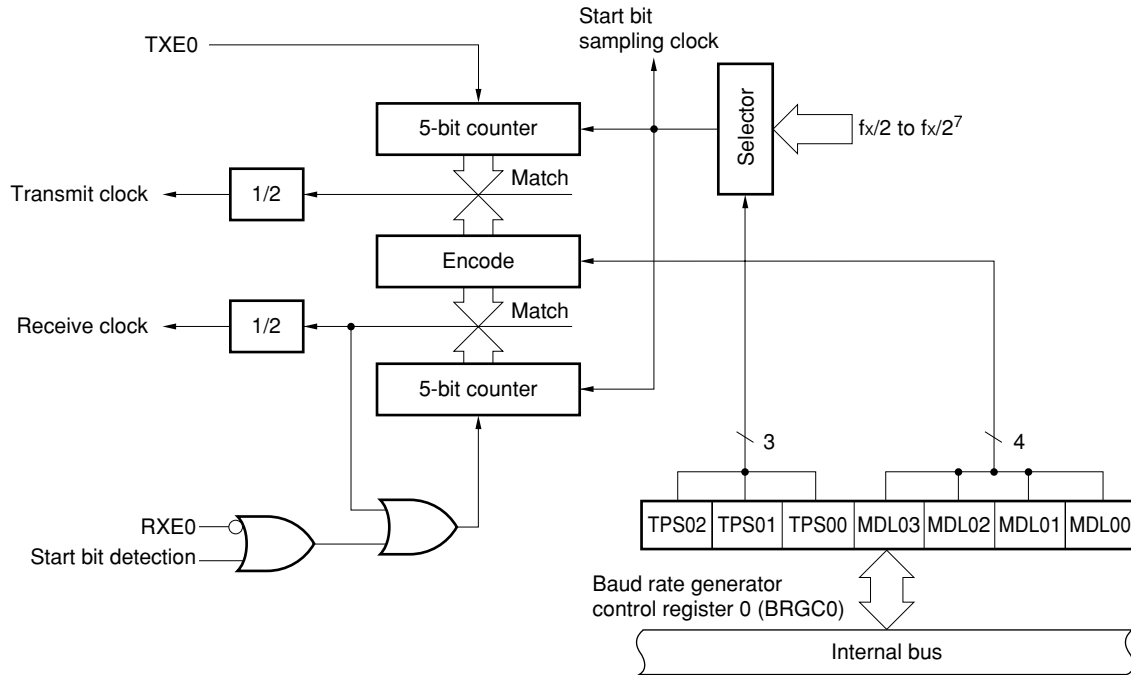 Start bit
sampling clock
TXE0
5-bit counter
Selector
fx/2 to fx/2⁷
Match
Transmit clock
1/2
Encode
Match
Receive clock
1/2
5-bit counter
3
4
TPS02 TPS01 TPS00 MDL03 MDL02 MDL01 MDL00
RXE0
Start bit detection
Baud rate generator
control register 0 (BRGC0)
Internal bus